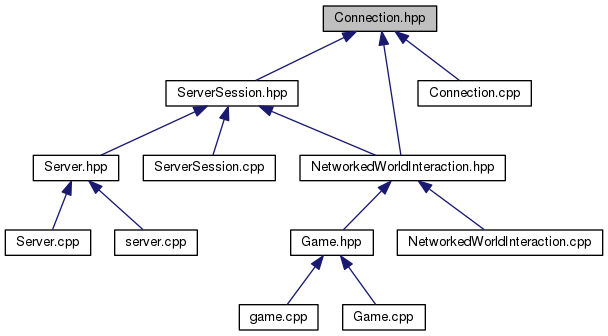 Connection.hpp
ServerSession.hpp
Connection.cpp
Server.hpp
ServerSession.cpp
NetworkedWorldInteraction.hpp
Server.cpp
server.cpp
Game.hpp
NetworkedWorldInteraction.cpp
game.cpp
Game.cpp